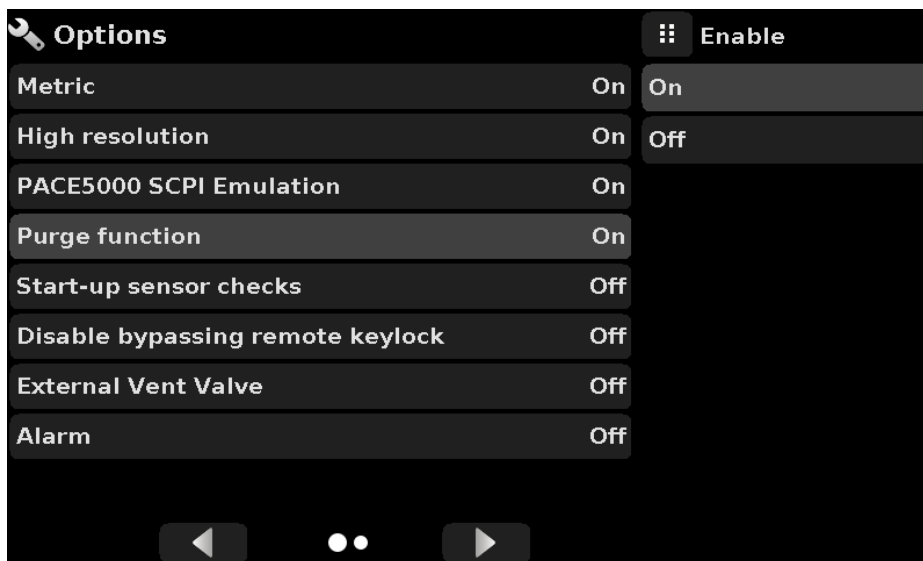 Options
Metric On
High resolution On
PACE5000 SCPI Emulation On
Purge function On
Start-up sensor checks Off
Disable bypassing remote keylock Off
External Vent Valve Off
Alarm Off
Enable
On
Off